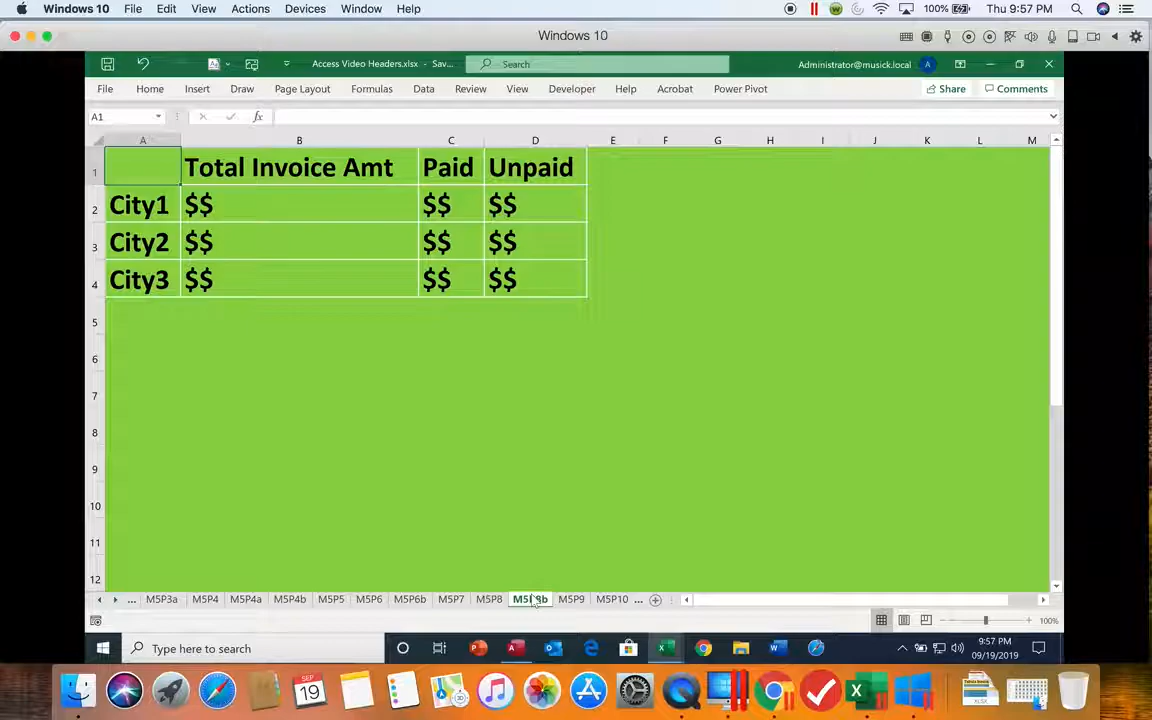 Windows 10 File Edit View Actions Devices Window Help 100% Thu 9:57 PM
Windows 10
Access Video Headers.xlsx - Sav... Search Administrator@musick.local A
File Home Insert Draw Page Layout Formulas Data Review View Developer Help Acrobat Power Pivot Share Comments
A1 fx
A B C D E F G H I J K L M
1 Total Invoice Amt Paid Unpaid
2 City1 $$ $$ $$
3 City2 $$ $$ $$
4 City3 $$ $$ $$
5
6
7
8
9
10
11
12
... M5P3a M5P4 M5P4a M5P4b M5P5 M5P6 M5P6b M5P7 M5P8 M5P8b M5P9 M5P10 ...
100%
Type here to search 9:57 PM
09/19/2019
SEP
19